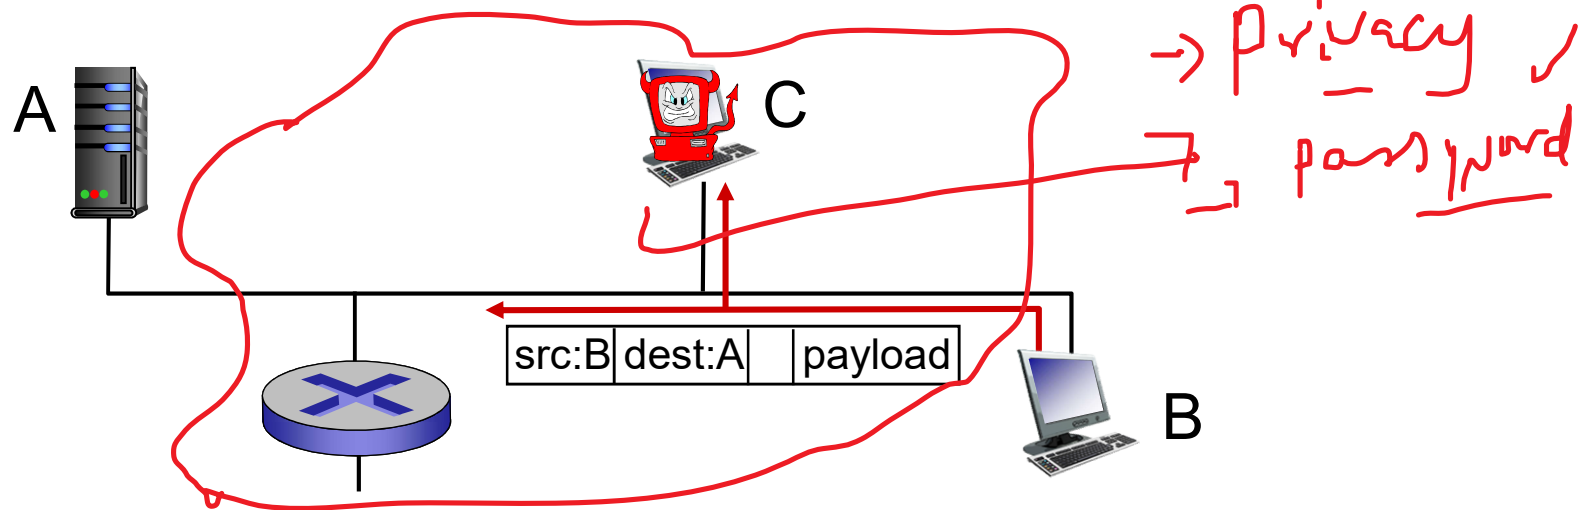 → Privacy ✓
→ password
A
C
src:B dest:A payload
B